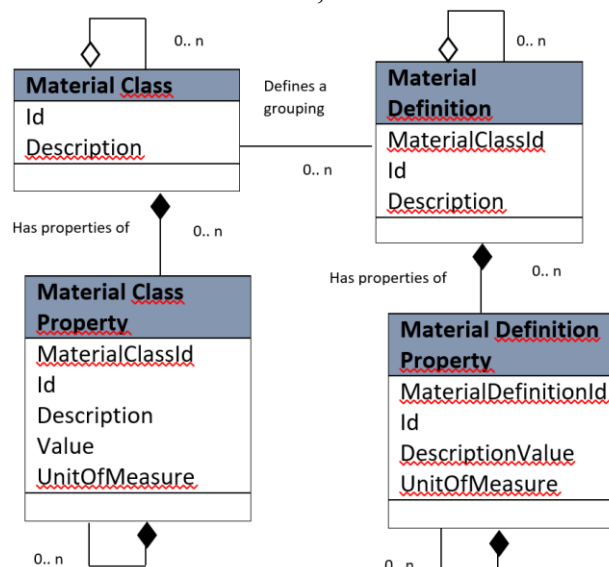 0.. n
0.. n
Material Class
Id
Description
Defines a
grouping
0.. n
Material
Definition
MaterialClassId
Id
Description
Has properties of
0.. n
Has properties of
0.. n
Material Class
Property
MaterialClassId
Id
Description
Value
UnitOfMeasure
Material Definition
Property
MaterialDefinitionId
Id
DescriptionValue
UnitOfMeasure
0.. n
0.. n